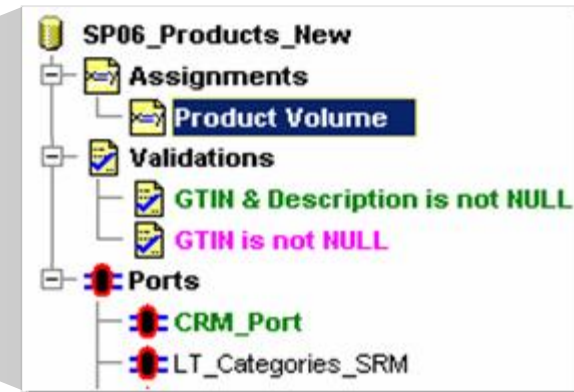 SP06_Products_New
Assignments
Product Volume
Validations
GTIN & Description is not NULL
GTIN is not NULL
Ports
CRM_Port
LT_Categories_SRM